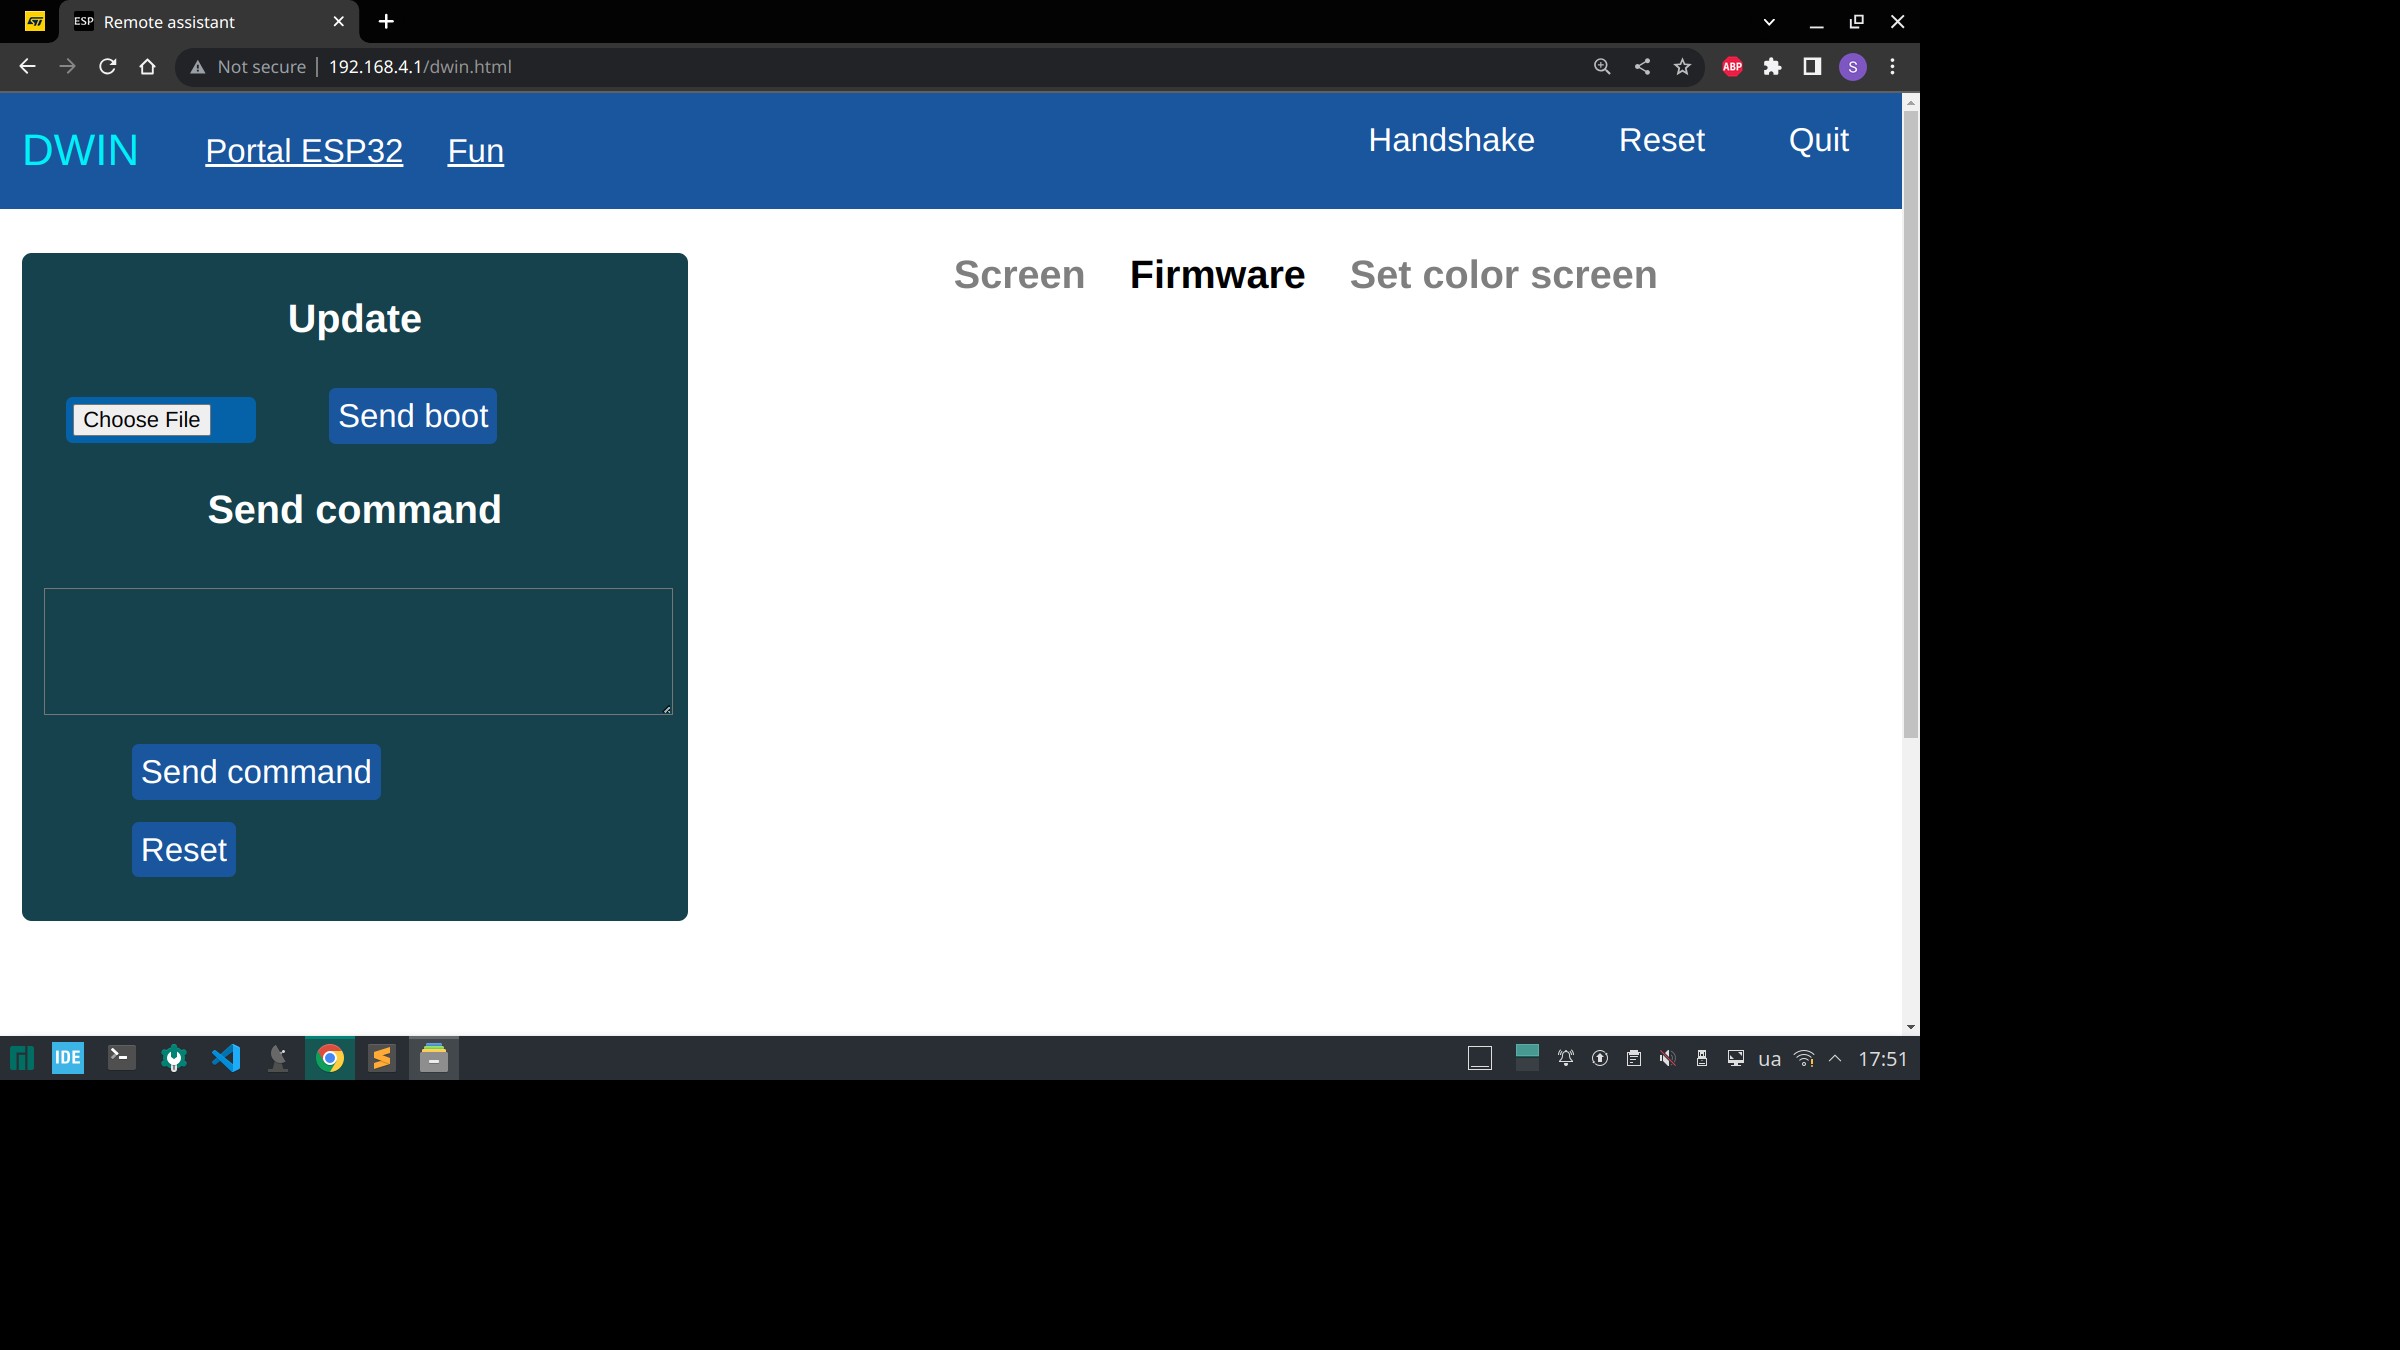 ESP Remote assistant
Not secure 192.168.4.1/dwin.html ABP S
DWIN Portal ESP32 Fun Handshake Reset Quit
Screen Firmware Set color screen
Update
Choose File Send boot
Send command
Send command
Reset
IDE ua 17:51